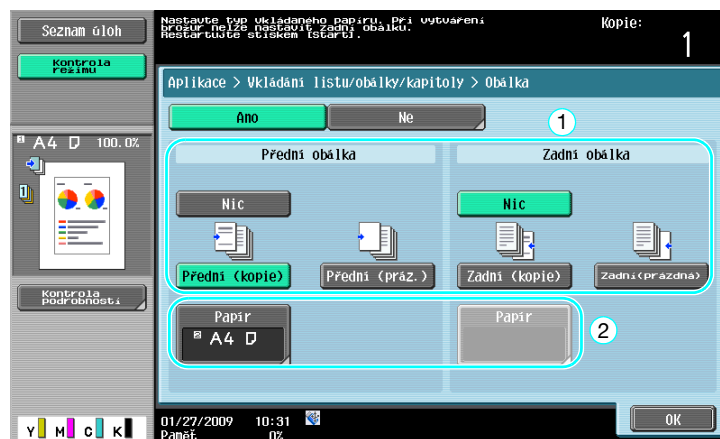 Seznam úloh
Kontrola
režimu
Nastavte typ vkládaného papíru. Při vytváření
brožur nelze nastavit zadní obálku.
Restartujte stiskem [Start].
Kopie:
1
Aplikace > Vkládání listu/obálky/kapitoly > Obálka
Ano
Ne
1
A4 100.0%
1
Přední obálka
Zadní obálka
Nic
Nic
Přední (kopie)
Přední (práz.)
Zadní (kopie)
Zadní(prázdná)
Kontrola
podrobností
Papír
A4
Papír
2
01/27/2009 10:31
Paměť 0%
OK
Y M C K